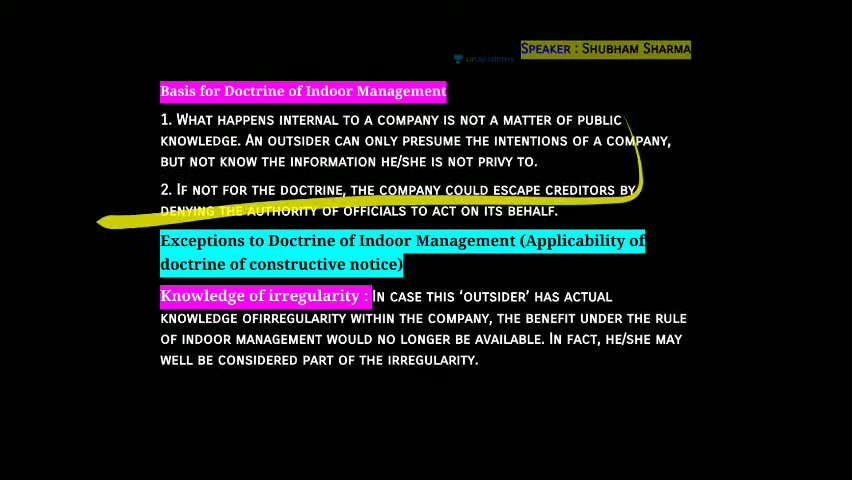 Speaker : Shubham Sharma
unacademy
Basis for Doctrine of Indoor Management
1. What happens internal to a company is not a matter of public
knowledge. An outsider can only presume the intentions of a company,
but not know the information he/she is not privy to.
2. If not for the doctrine, the company could escape creditors by
denying the authority of officials to act on its behalf.
Exceptions to Doctrine of Indoor Management (Applicability of
doctrine of constructive notice)
Knowledge of irregularity : In case this ‘outsider’ has actual
knowledge ofirregularity within the company, the benefit under the rule
of indoor management would no longer be available. In fact, he/she may
well be considered part of the irregularity.